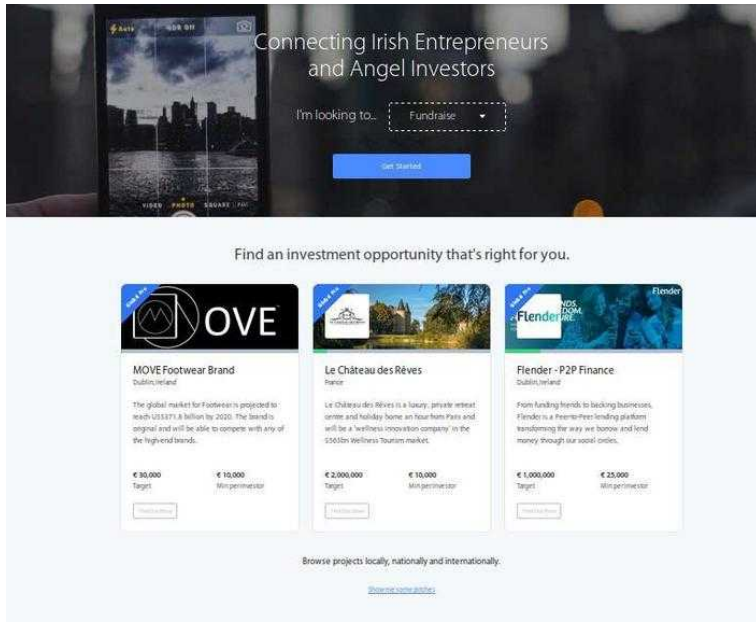 Auto
HDR Off
Connecting Irish Entrepreneurs
and Angel Investors
I'm looking to...
Fundraise
Get Started
VIDEO PHOTO SQUARE
Find an investment opportunity that's right for you.
OVE
MOVE Footwear Brand
Dublin, Ireland
The global market for Footwear is projected to
reach US$371.8 billion by 2020. The brand is
original and will be able to compete with any of
the high-end brands.
€ 30,000 € 10,000
Target Min per investor
Le Château des Rêves
France
Le Château des Rêves is a luxury, private retreat
centre and holiday home an hour from Paris and
will be a 'wellness innovation company' in the
$563bn Wellness Tourism market.
€ 2,000,000 € 10,000
Target Min per investor
Flender
Flender
Flender - P2P Finance
Dublin, Ireland
From funding friends to backing businesses,
Flender is a Peer-to-Peer lending platform
transforming the way we borrow and lend
money through our social circles.
€ 1,000,000 € 25,000
Target Min per investor
Browse projects locally, nationally and internationally.
Show me some pitches